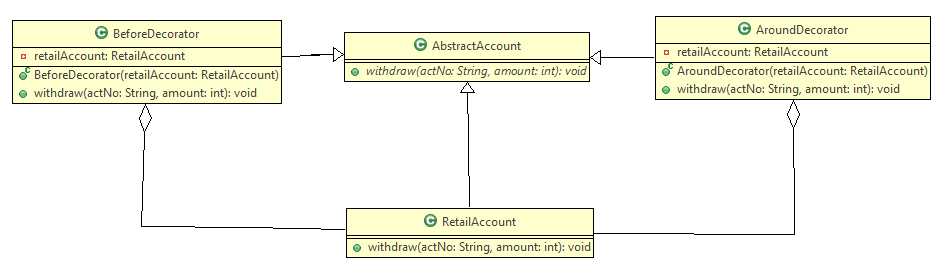 BeforeDecorator
retailAccount: RetailAccount
BeforeDecorator(retailAccount: RetailAccount)
withdraw(actNo: String, amount: int): void
AbstractAccount
withdraw(actNo: String, amount: int): void
AroundDecorator
retailAccount: RetailAccount
AroundDecorator(retailAccount: RetailAccount)
withdraw(actNo: String, amount: int): void
RetailAccount
withdraw(actNo: String, amount: int): void